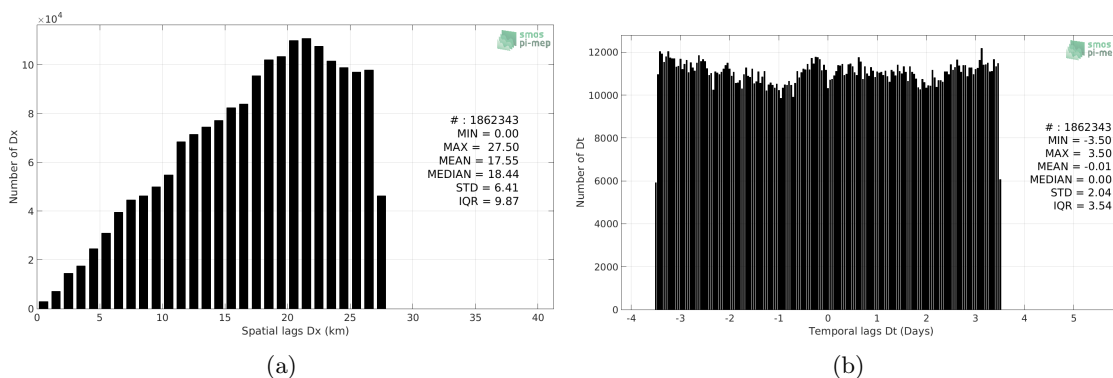 ×10⁴
10
8
6
4
2
0
Number of Dx
0 5 10 15 20 25 30 35 40
Spatial lags Dx (km)
smos
pi-mep
# : 1862343
MIN = 0.00
MAX = 27.50
MEAN = 17.55
MEDIAN = 18.44
STD = 6.41
IQR = 9.87
(a)
12000
10000
8000
6000
4000
2000
0
Number of Dt
-4 -3 -2 -1 0 1 2 3 4 5
Temporal lags Dt (Days)
smos
pi-me
# : 1862343
MIN = -3.50
MAX = 3.50
MEAN = -0.01
MEDIAN = 0.00
STD = 2.04
IQR = 3.54
(b)